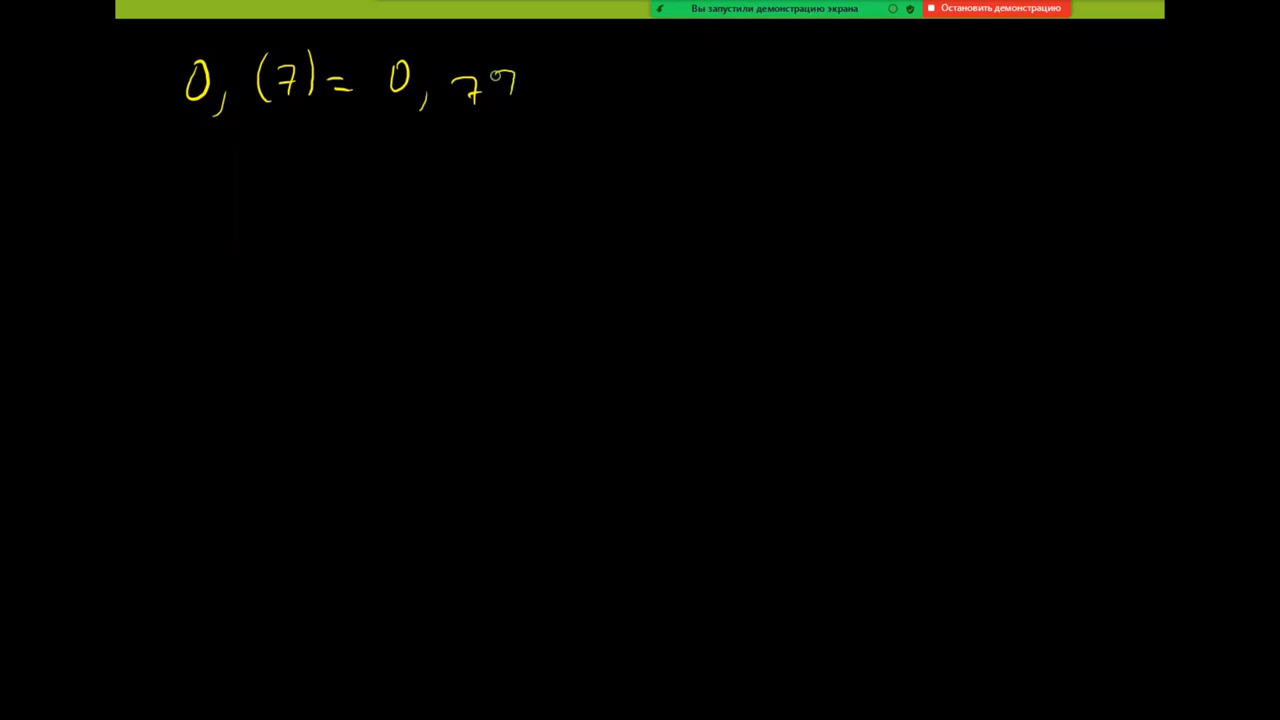 Вы запустили демонстрацию экрана Остановить демонстрацию
0, (7) = 0, 77